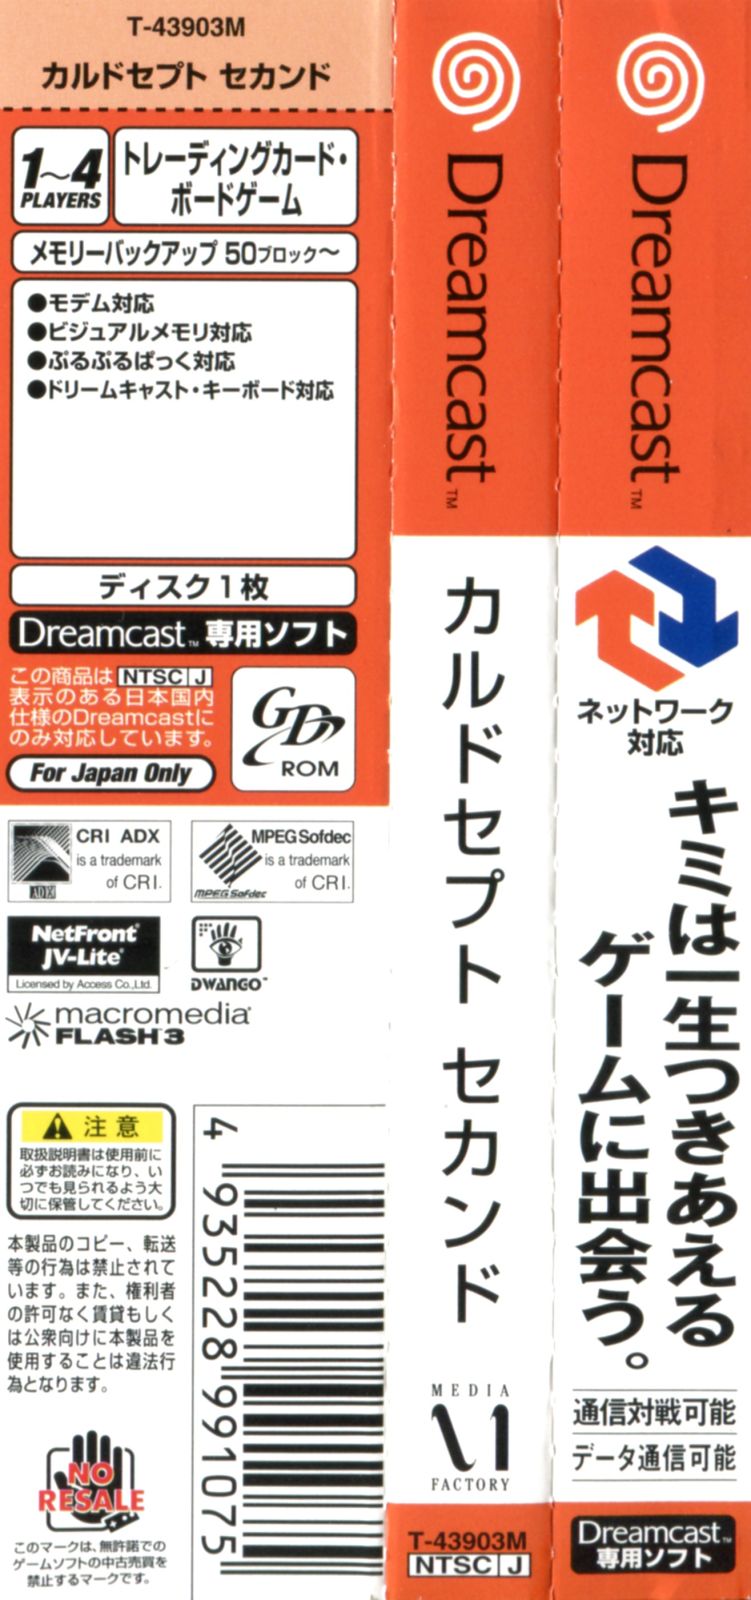 T-43903M
カルドセプト セカンド
1〜4
PLAYERS
トレーディングカード・
ボードゲーム
メモリーバックアップ 50ブロック〜
●モデム対応
●ビジュアルメモリ対応
●ぷるぷるぱっく対応
●ドリームキャスト・キーボード対応
ディスク1枚
Dreamcast™ 専用ソフト
この商品は NTSC J
表示のある日本国内
仕様のDreamcastに
のみ対応しています。
For Japan Only
GD
ROM
CRI ADX
is a trademark
of CRI.
ADX
MPEG Sofdec
is a trademark
of CRI.
MPEG Sofdec
NetFront®
JV-Lite®
Licensed by Access Co.,Ltd.
DWANGO™
macromedia®
FLASH™3
注意
取扱説明書は使用前に
必ずお読みになり、い
つでも見られるよう大
切に保管してください。
本製品のコピー、転送
等の行為は禁止されて
います。また、権利者
の許可なく賃貸もしく
は公衆向けに本製品を
使用することは違法行
為となります。
NO
RESALE
このマークは、無許諾での
ゲームソフトの中古売買を
禁止するマークです。
4 935228 991075
Dreamcast™
カルドセプト セカンド
MEDIA
FACTORY
T-43903M
NTSC J
Dreamcast™
ネットワーク
対応
キミは一生つきあえる
ゲームに出会う。
通信対戦可能
データ通信可能
Dreamcast™
専用ソフト